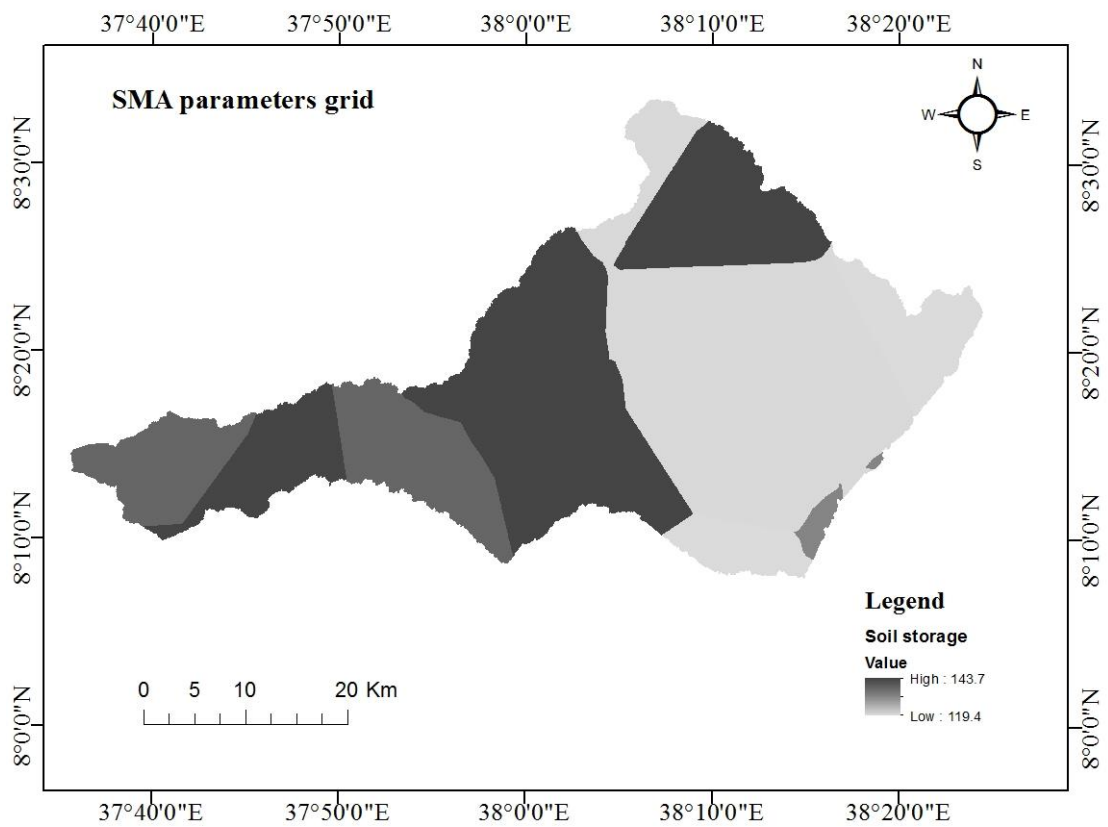 37°40'0"E 37°50'0"E 38°0'0"E 38°10'0"E 38°20'0"E
SMA parameters grid
N
W E
S
8°30'0"N 8°30'0"N
8°20'0"N 8°20'0"N
8°10'0"N 8°10'0"N
Legend
Soil storage
Value
High : 143.7
Low : 119.4
0 5 10 20 Km
8°0'0"N 8°0'0"N
37°40'0"E 37°50'0"E 38°0'0"E 38°10'0"E 38°20'0"E